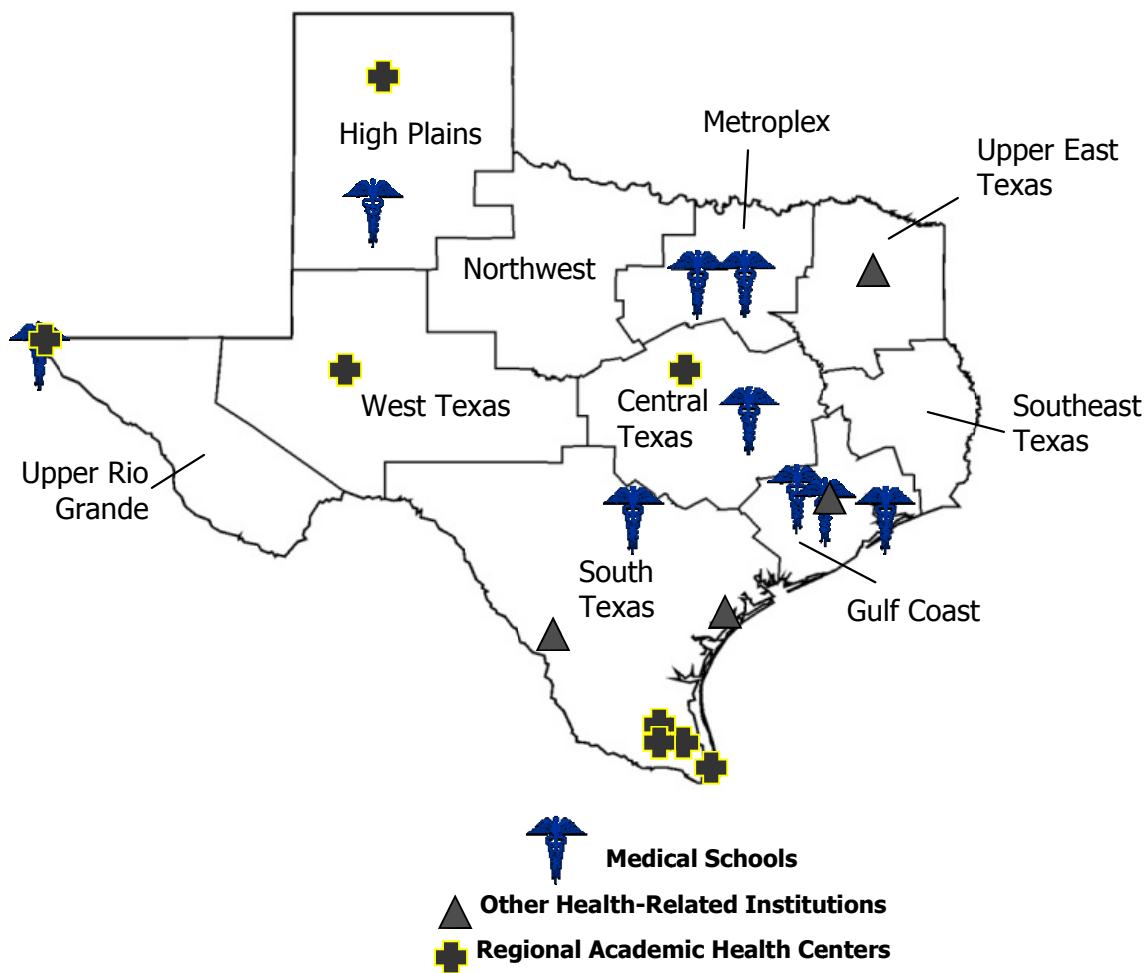 Metroplex
High Plains
Upper East
Texas
Northwest
West Texas
Central
Texas
Southeast
Texas
Upper Rio
Grande
South
Texas
Gulf Coast
Medical Schools
Other Health-Related Institutions
Regional Academic Health Centers